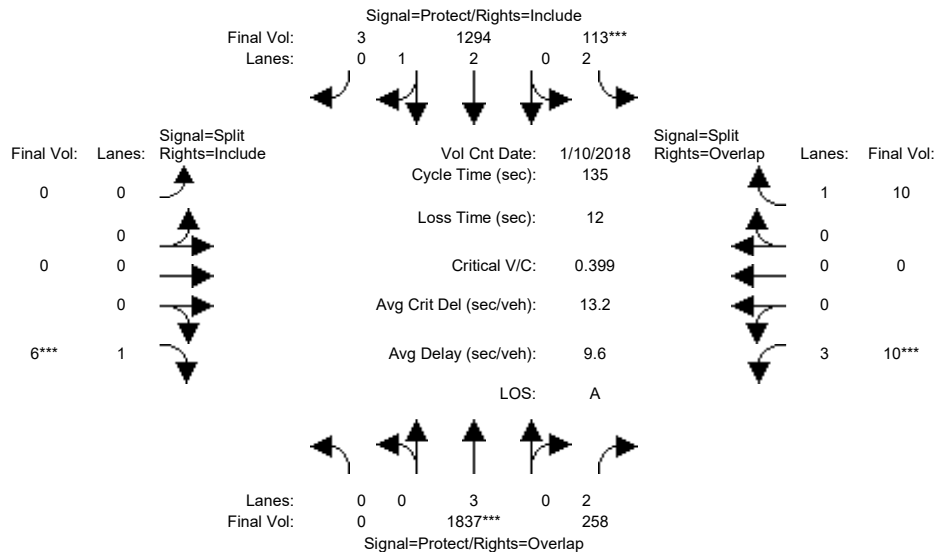 Signal=Protect/Rights=Include
Final Vol: 3 1294 113***
Lanes: 0 1 2 0 2
Signal=Split
Final Vol: Lanes: Rights=Include
Vol Cnt Date: 1/10/2018
Signal=Split
Rights=Overlap Lanes: Final Vol:
Cycle Time (sec): 135
0 0
1 10
Loss Time (sec): 12
0
0
0 0
Critical V/C: 0.399
0 0
0
Avg Crit Del (sec/veh): 13.2
0
6*** 1
Avg Delay (sec/veh): 9.6
3 10***
LOS: A
Lanes: 0 0 3 0 2
Final Vol: 0 1837*** 258
Signal=Protect/Rights=Overlap